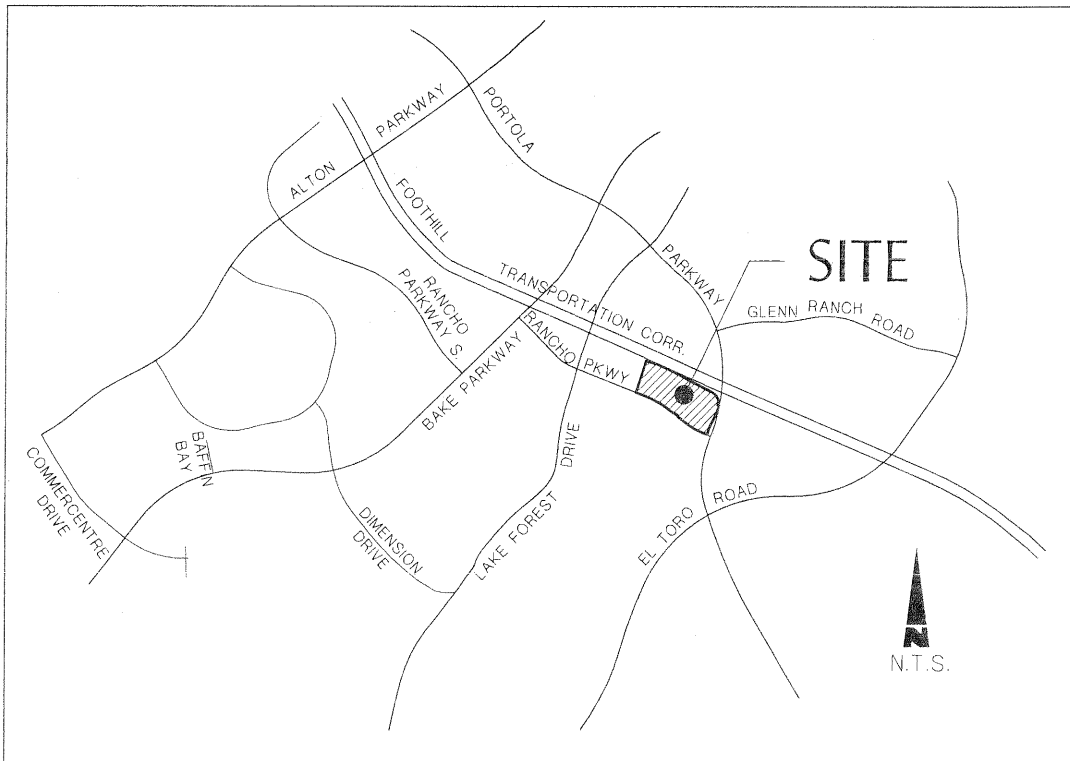 ALTON PARKWAY
PORTOLA
PARKWAY
FOOTHILL
TRANSPORTATION CORR.
SITE
GLENN RANCH ROAD
RANCHO
PARKWAY S.
RANCHO PKWY
BAKE PARKWAY
BAFFIN
BAY
COMMERCENTRE
DRIVE
DIMENSION
DRIVE
LAKE FOREST DRIVE
EL TORO ROAD
N
N.T.S.